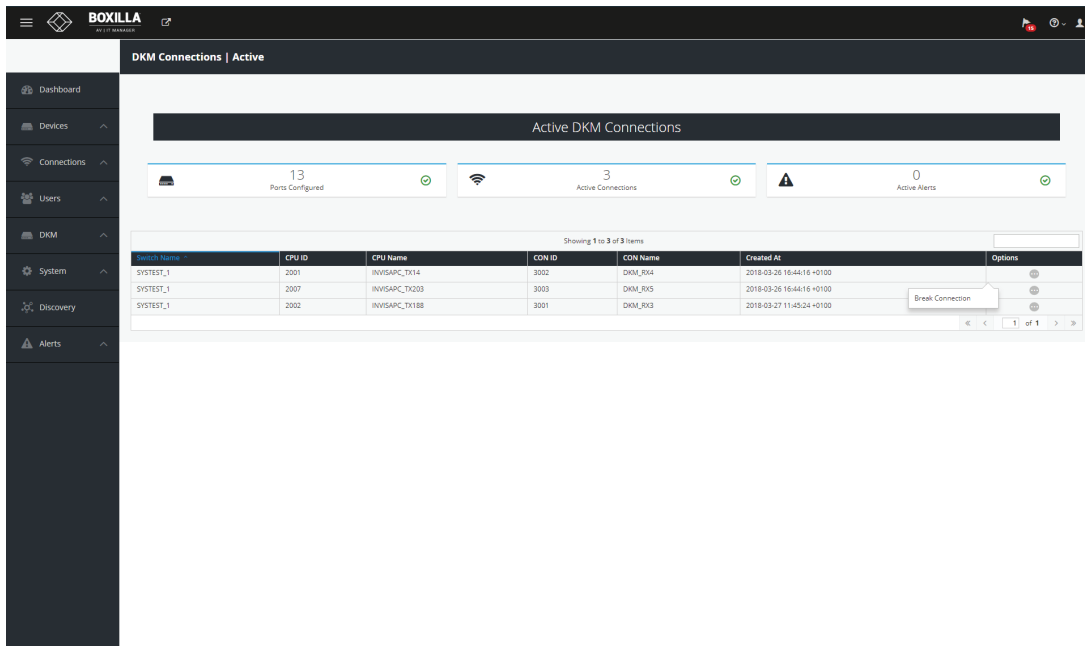 BOXILLA
AV | IT MANAGER
15
DKM Connections | Active
Dashboard
Devices
Connections
Users
DKM
System
Discovery
Alerts
Active DKM Connections
13
Ports Configured
3
Active Connections
0
Active Alerts
Showing 1 to 3 of 3 Items
Switch Name CPU ID CPU Name CON ID CON Name Created At Options
SYSTEST_1 2001 INVISAPC_TX14 3002 DKM_RX4 2018-03-26 16:44:16 +0100
SYSTEST_1 2007 INVISAPC_TX203 3003 DKM_RX5 2018-03-26 16:44:16 +0100
SYSTEST_1 2002 INVISAPC_TX188 3001 DKM_RX3 2018-03-27 11:45:24 +0100
Break Connection
« ‹ 1 of 1 › »